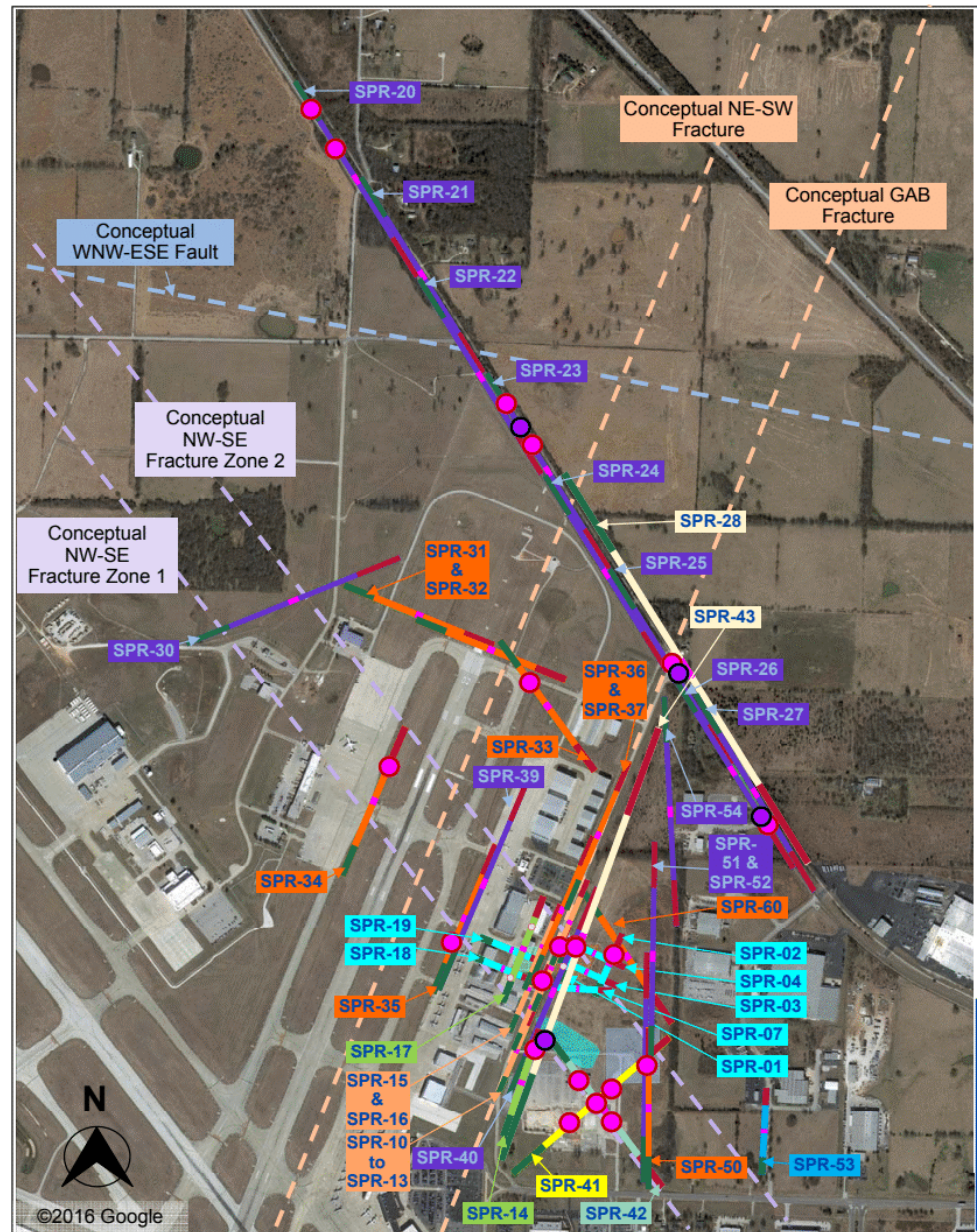 SPR-20
Conceptual NE-SW
Fracture
SPR-21
Conceptual GAB
Fracture
Conceptual
WNW-ESE Fault
SPR-22
SPR-23
Conceptual
NW-SE
Fracture Zone 2
SPR-24
SPR-28
Conceptual
NW-SE
Fracture Zone 1
SPR-31
&
SPR-32
SPR-25
SPR-43
SPR-30
SPR-26
SPR-36
&
SPR-37
SPR-27
SPR-33
SPR-39
SPR-54
SPR-
51 &
SPR-52
SPR-34
SPR-60
SPR-19
SPR-18
SPR-02
SPR-04
SPR-35
SPR-03
SPR-07
SPR-17
SPR-01
SPR-15
&
SPR-16
SPR-10
to
SPR-13
N
SPR-40
SPR-50
SPR-53
SPR-41
SPR-14
SPR-42
©2016 Google